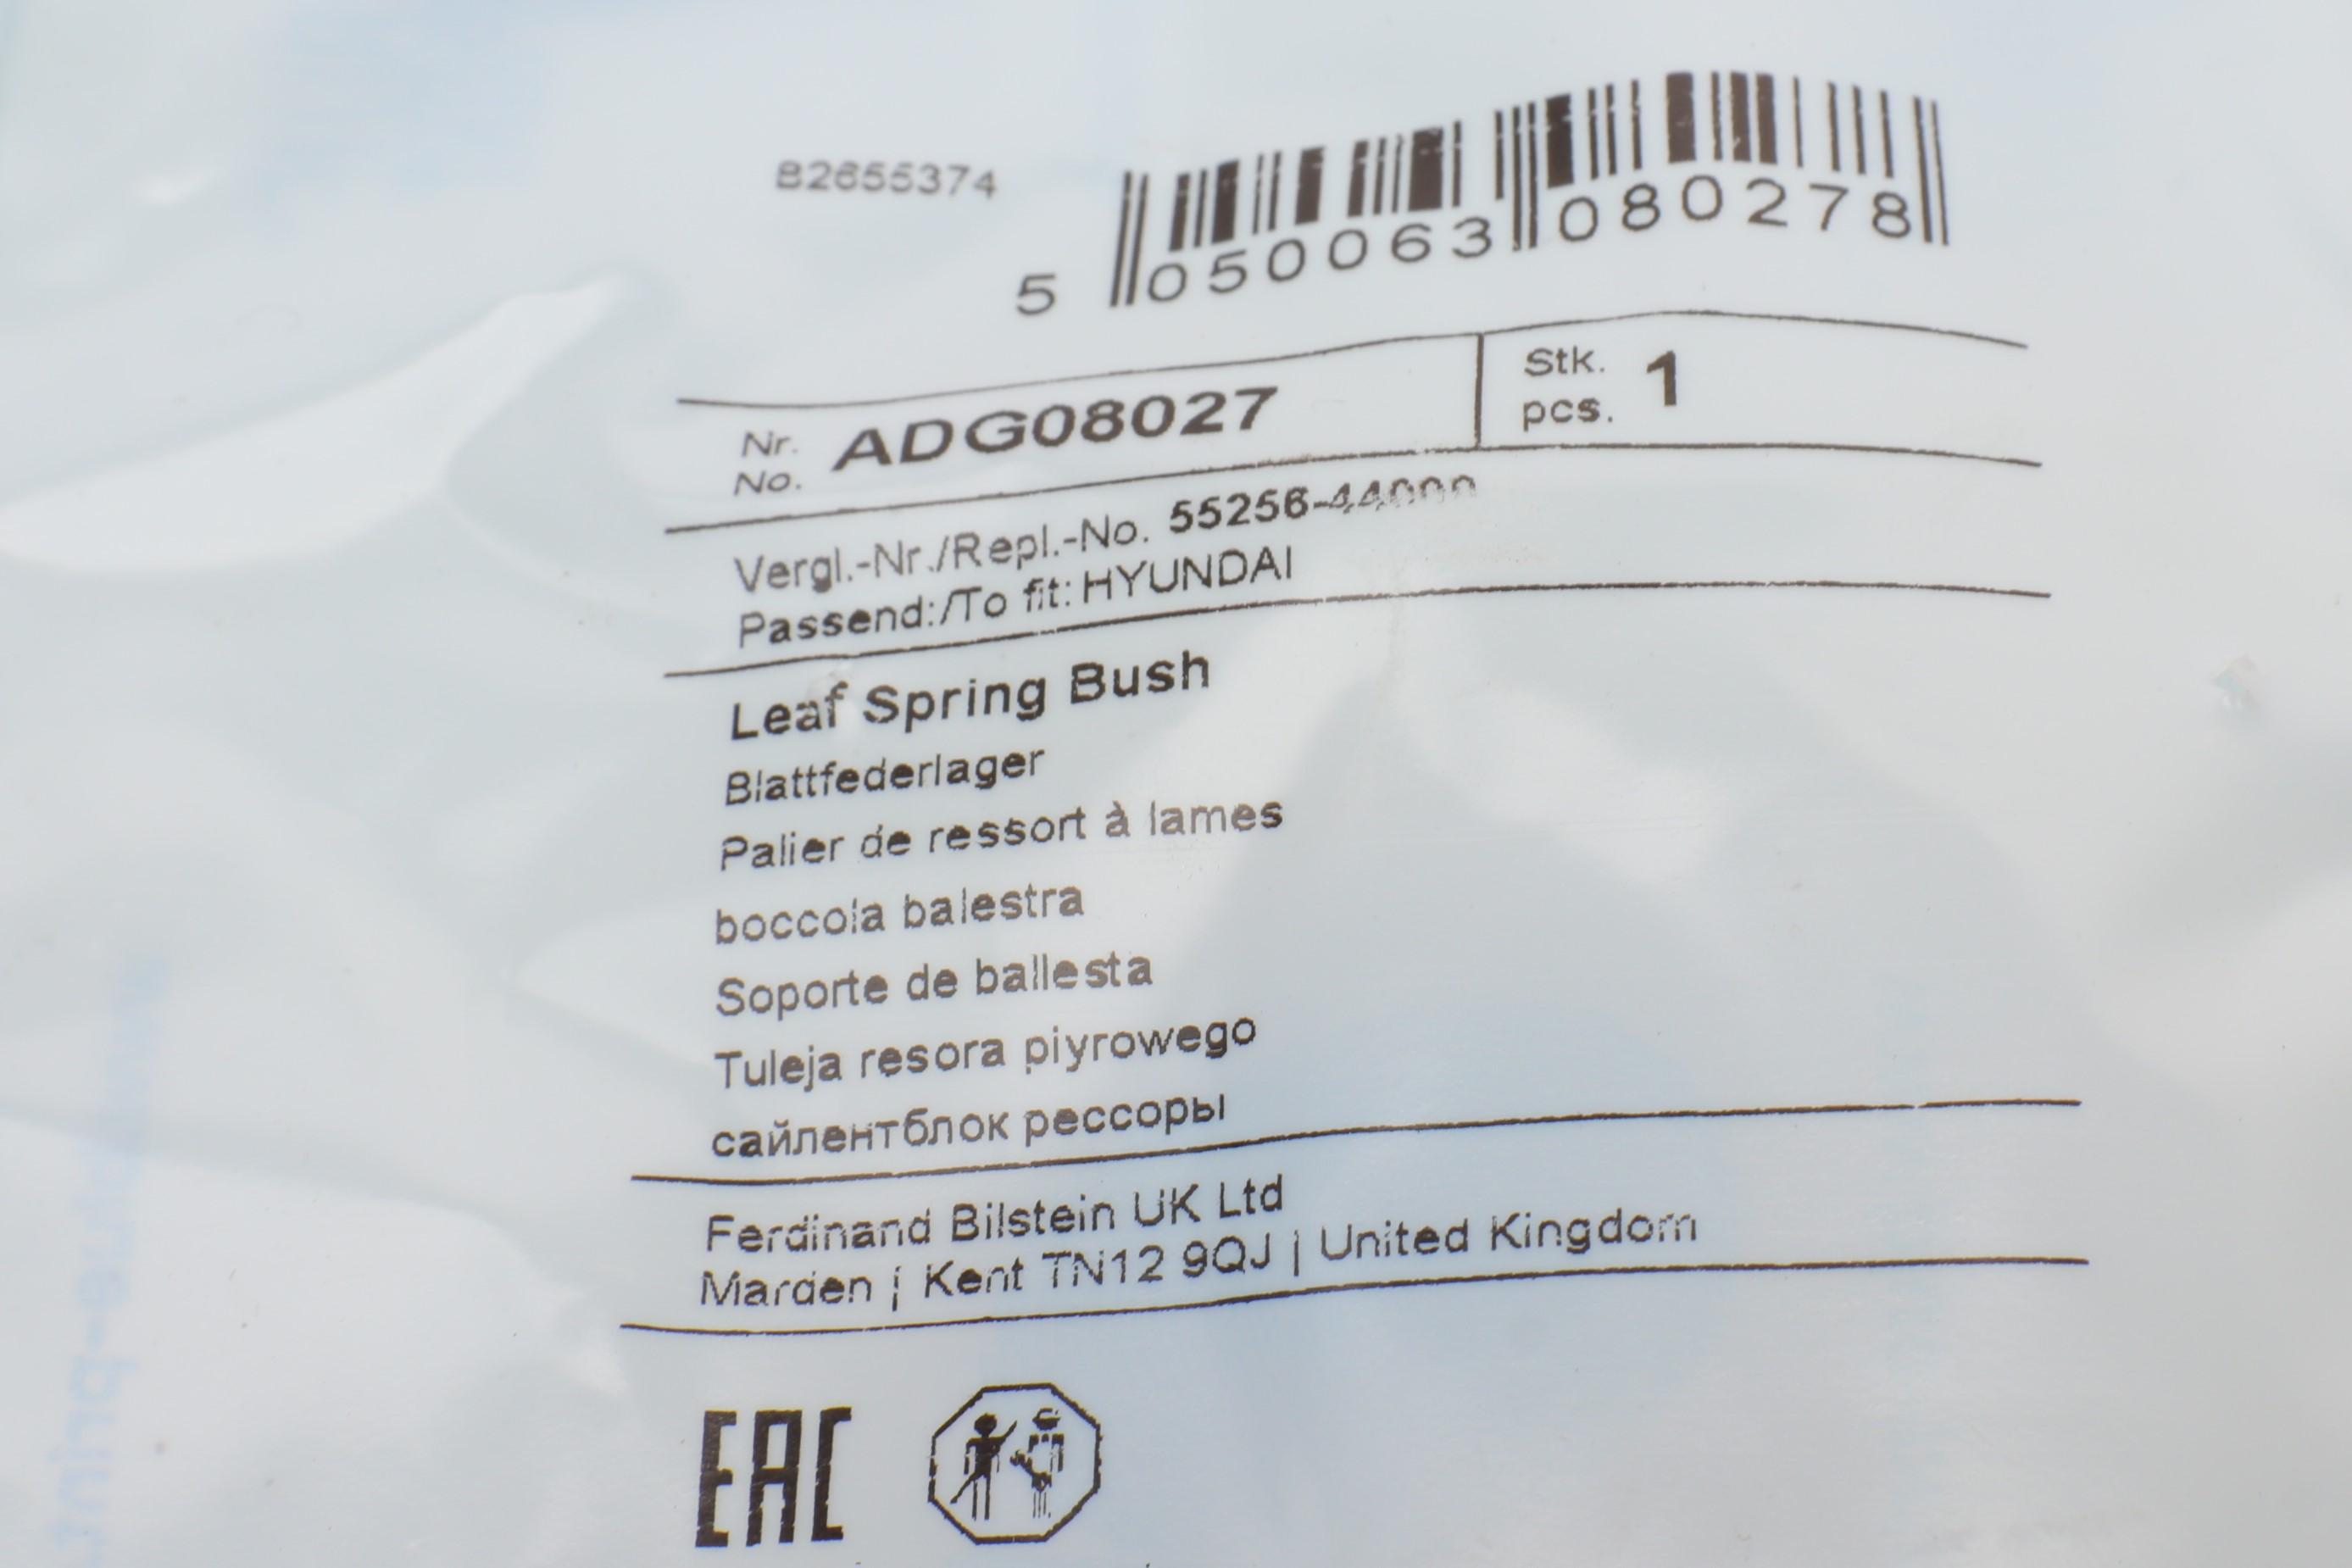 82655374
5 050063 080278
Nr. No. ADG08027
Stk. pcs. 1
Vergl.-Nr./Repl.-No. 55256-44000
Passend:/To fit: HYUNDAI
Leaf Spring Bush
Blattfederlager
Palier de ressort à lames
boccola balestra
Soporte de ballesta
Tuleja resora piyrowego
сайлентблок рессоры
Ferdinand Bilstein UK Ltd
Marden | Kent TN12 9QJ | United Kingdom
EAC